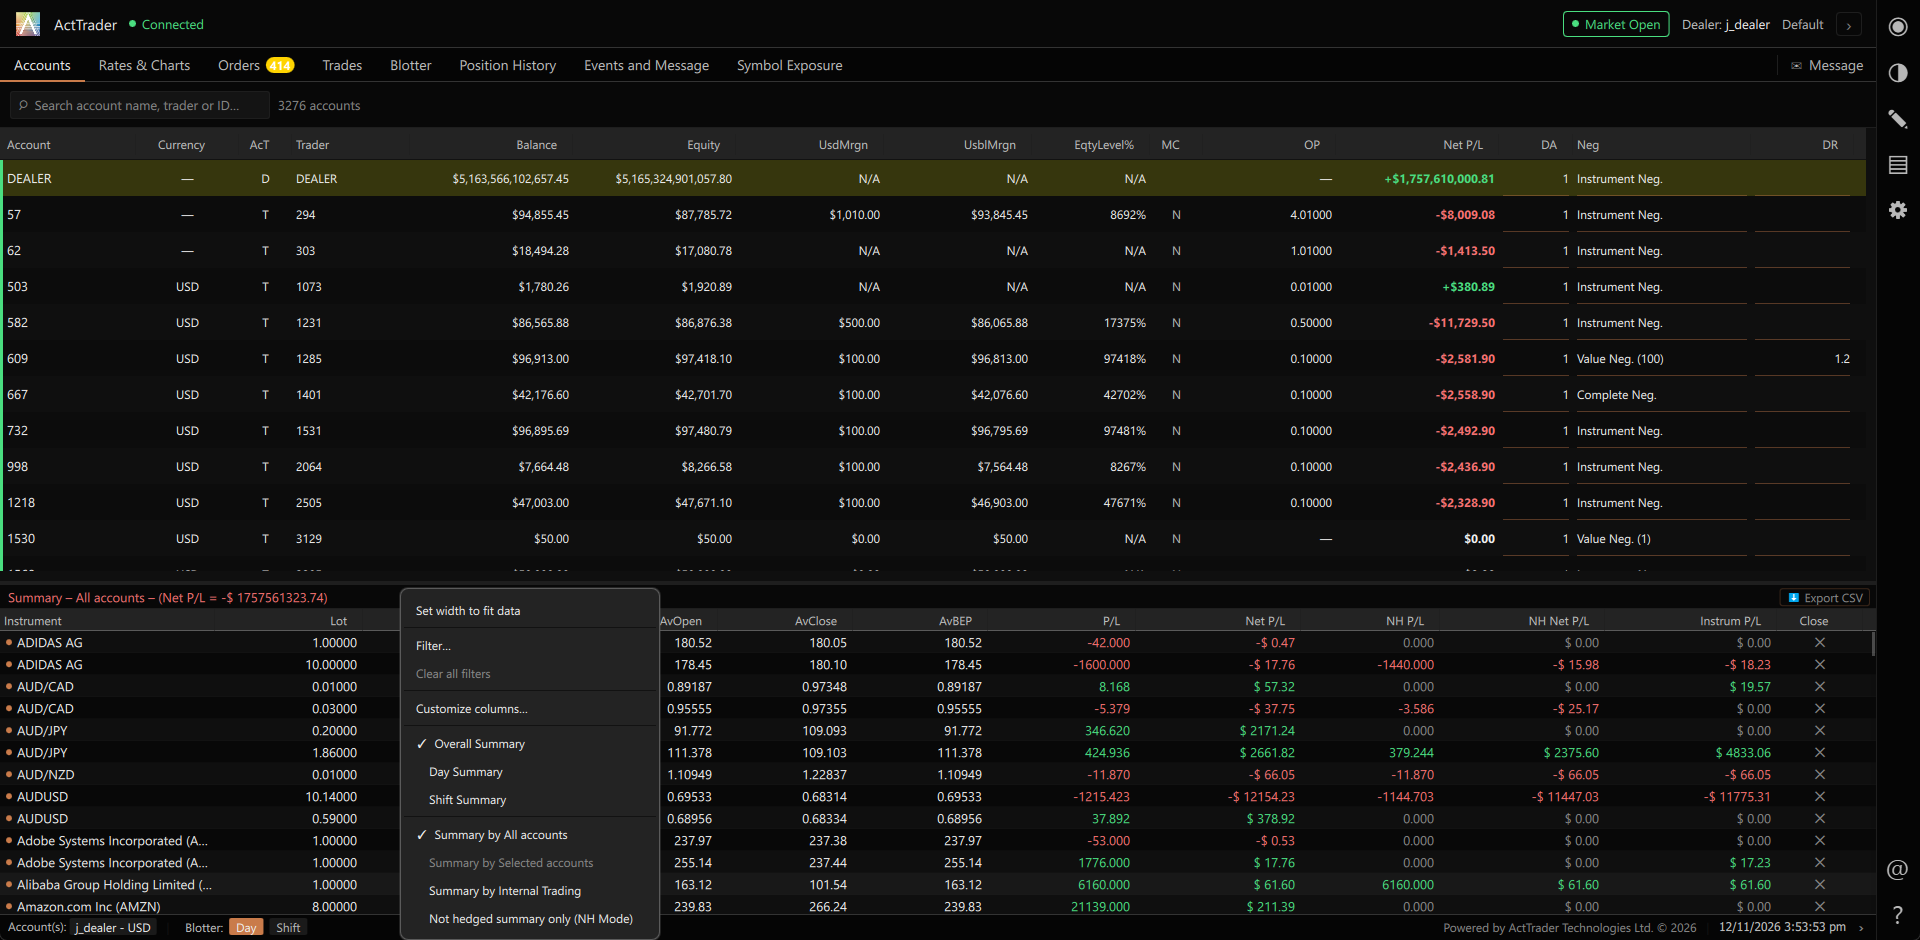 ActTrader Connected Market Open Dealer: j_dealer Default
Accounts Rates & Charts Orders 414 Trades Blotter Position History Events and Message Symbol Exposure Message
Search account name, trader or ID... 3276 accounts
Account Currency AcT Trader Balance Equity UsdMrgn UsblMrgn EqtyLevel% MC OP Net P/L DA Neg DR
DEALER — D DEALER $5,163,566,102,657.45 $5,165,324,901,057.80 N/A N/A N/A — +$1,757,610,000.81 1 Instrument Neg.
57 — T 294 $94,855.45 $87,785.72 $1,010.00 $93,845.45 8692% N 4.01000 -$8,009.08 1 Instrument Neg.
62 — T 303 $18,494.28 $17,080.78 N/A N/A N/A N 1.01000 -$1,413.50 1 Instrument Neg.
503 USD T 1073 $1,780.26 $1,920.89 N/A N/A N/A N 0.01000 +$380.89 1 Instrument Neg.
582 USD T 1231 $86,565.88 $86,876.38 $500.00 $86,065.88 17375% N 0.50000 -$11,729.50 1 Instrument Neg.
609 USD T 1285 $96,913.00 $97,418.10 $100.00 $96,813.00 97418% N 0.10000 -$2,581.90 1 Value Neg. (100) 1.2
667 USD T 1401 $42,176.60 $42,701.70 $100.00 $42,076.60 42702% N 0.10000 -$2,558.90 1 Complete Neg.
732 USD T 1531 $96,895.69 $97,480.79 $100.00 $96,795.69 97481% N 0.10000 -$2,492.90 1 Instrument Neg.
998 USD T 2064 $7,664.48 $8,266.58 $100.00 $7,564.48 8267% N 0.10000 -$2,436.90 1 Instrument Neg.
1218 USD T 2505 $47,003.00 $47,671.10 $100.00 $46,903.00 47671% N 0.10000 -$2,328.90 1 Instrument Neg.
1530 USD T 3129 $50.00 $50.00 $0.00 $50.00 N/A N — $0.00 1 Value Neg. (1)
Summary – All accounts – (Net P/L = -$ 1757561323.74) Export CSV
Instrument Lot AvOpen AvClose AvBEP P/L Net P/L NH P/L NH Net P/L Instrum P/L Close
ADIDAS AG 1.00000 180.52 180.05 180.52 -42.000 -$ 0.47 0.000 $ 0.00 $ 0.00
ADIDAS AG 10.00000 178.45 180.10 178.45 -1600.000 -$ 17.76 -1440.000 -$ 15.98 -$ 18.23
AUD/CAD 0.01000 0.89187 0.97348 0.89187 8.168 $ 57.32 0.000 $ 0.00 $ 19.57
AUD/CAD 0.03000 0.95555 0.97355 0.95555 -5.379 -$ 37.75 -3.586 -$ 25.17 $ 0.00
AUD/JPY 0.20000 91.772 109.093 91.772 346.620 $ 2171.24 0.000 $ 0.00 $ 0.00
AUD/JPY 1.86000 111.378 109.103 111.378 424.936 $ 2661.82 379.244 $ 2375.60 $ 4833.06
AUD/NZD 0.01000 1.10949 1.22837 1.10949 -11.870 -$ 66.05 -11.870 -$ 66.05 -$ 66.05
AUDUSD 10.14000 0.69533 0.68314 0.69533 -1215.423 -$ 12154.23 -1144.703 -$ 11447.03 -$ 11775.31
AUDUSD 0.59000 0.68956 0.68334 0.68956 37.892 $ 378.92 0.000 $ 0.00 $ 0.00
Adobe Systems Incorporated (A... 1.00000 237.97 237.38 237.97 -53.000 -$ 0.53 0.000 $ 0.00 $ 0.00
Adobe Systems Incorporated (A... 1.00000 255.14 237.44 255.14 1776.000 $ 17.76 0.000 $ 0.00 $ 17.23
Alibaba Group Holding Limited (... 1.00000 163.12 101.54 163.12 6160.000 $ 61.60 6160.000 $ 61.60 $ 61.60
Amazon.com Inc (AMZN) 8.00000 239.83 266.24 239.83 21139.000 $ 211.39 0.000 $ 0.00 $ 0.00
Set width to fit data
Filter...
Clear all filters
Customize columns...
✓ Overall Summary
Day Summary
Shift Summary
✓ Summary by All accounts
Summary by Selected accounts
Summary by Internal Trading
Not hedged summary only (NH Mode)
Account(s): j_dealer - USD Blotter: Day Shift Powered by ActTrader Technologies Ltd. © 2026 12/11/2026 3:53:53 pm